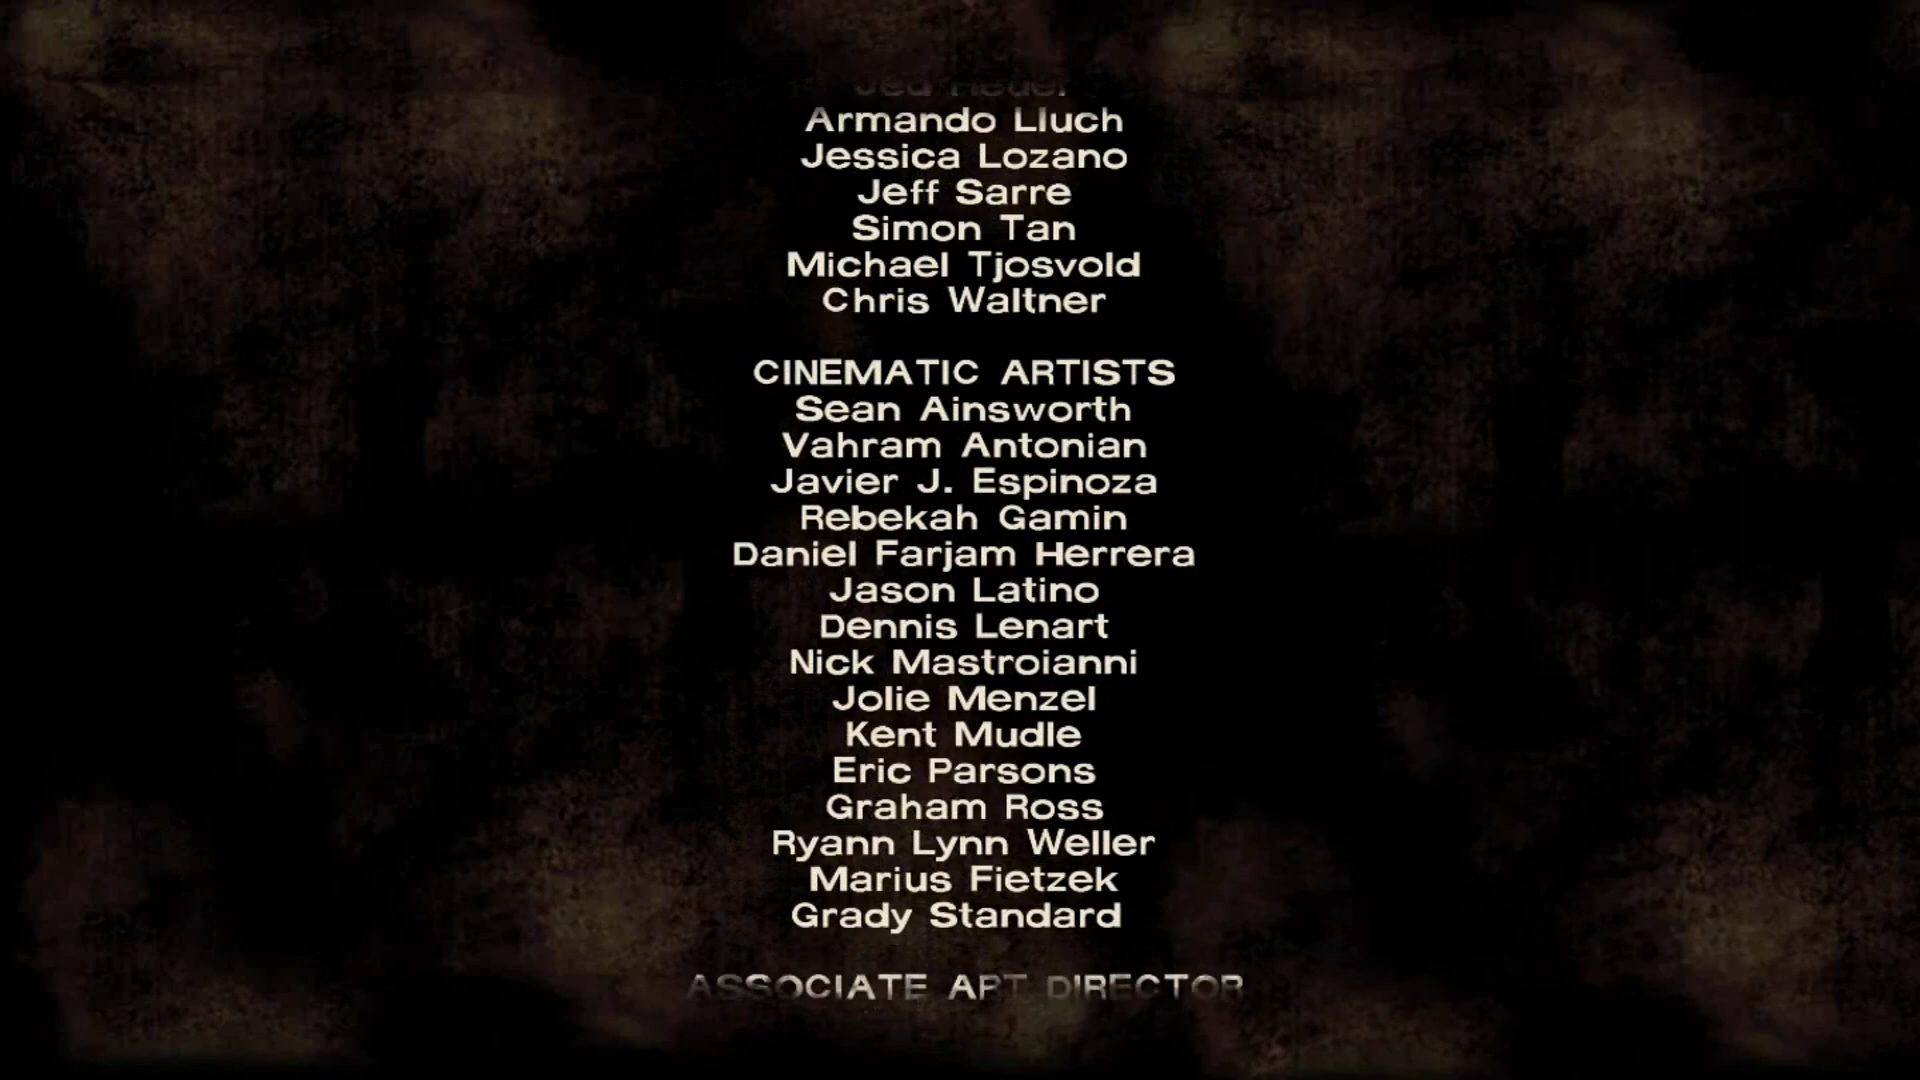 Armando Lluch
Jessica Lozano
Jeff Sarre
Simon Tan
Michael Tjosvold
Chris Waltner
CINEMATIC ARTISTS
Sean Ainsworth
Vahram Antonian
Javier J. Espinoza
Rebekah Gamin
Daniel Farjam Herrera
Jason Latino
Dennis Lenart
Nick Mastroianni
Jolie Menzel
Kent Mudle
Eric Parsons
Graham Ross
Ryann Lynn Weller
Marius Fietzek
Grady Standard
ASSOCIATE ART DIRECTOR